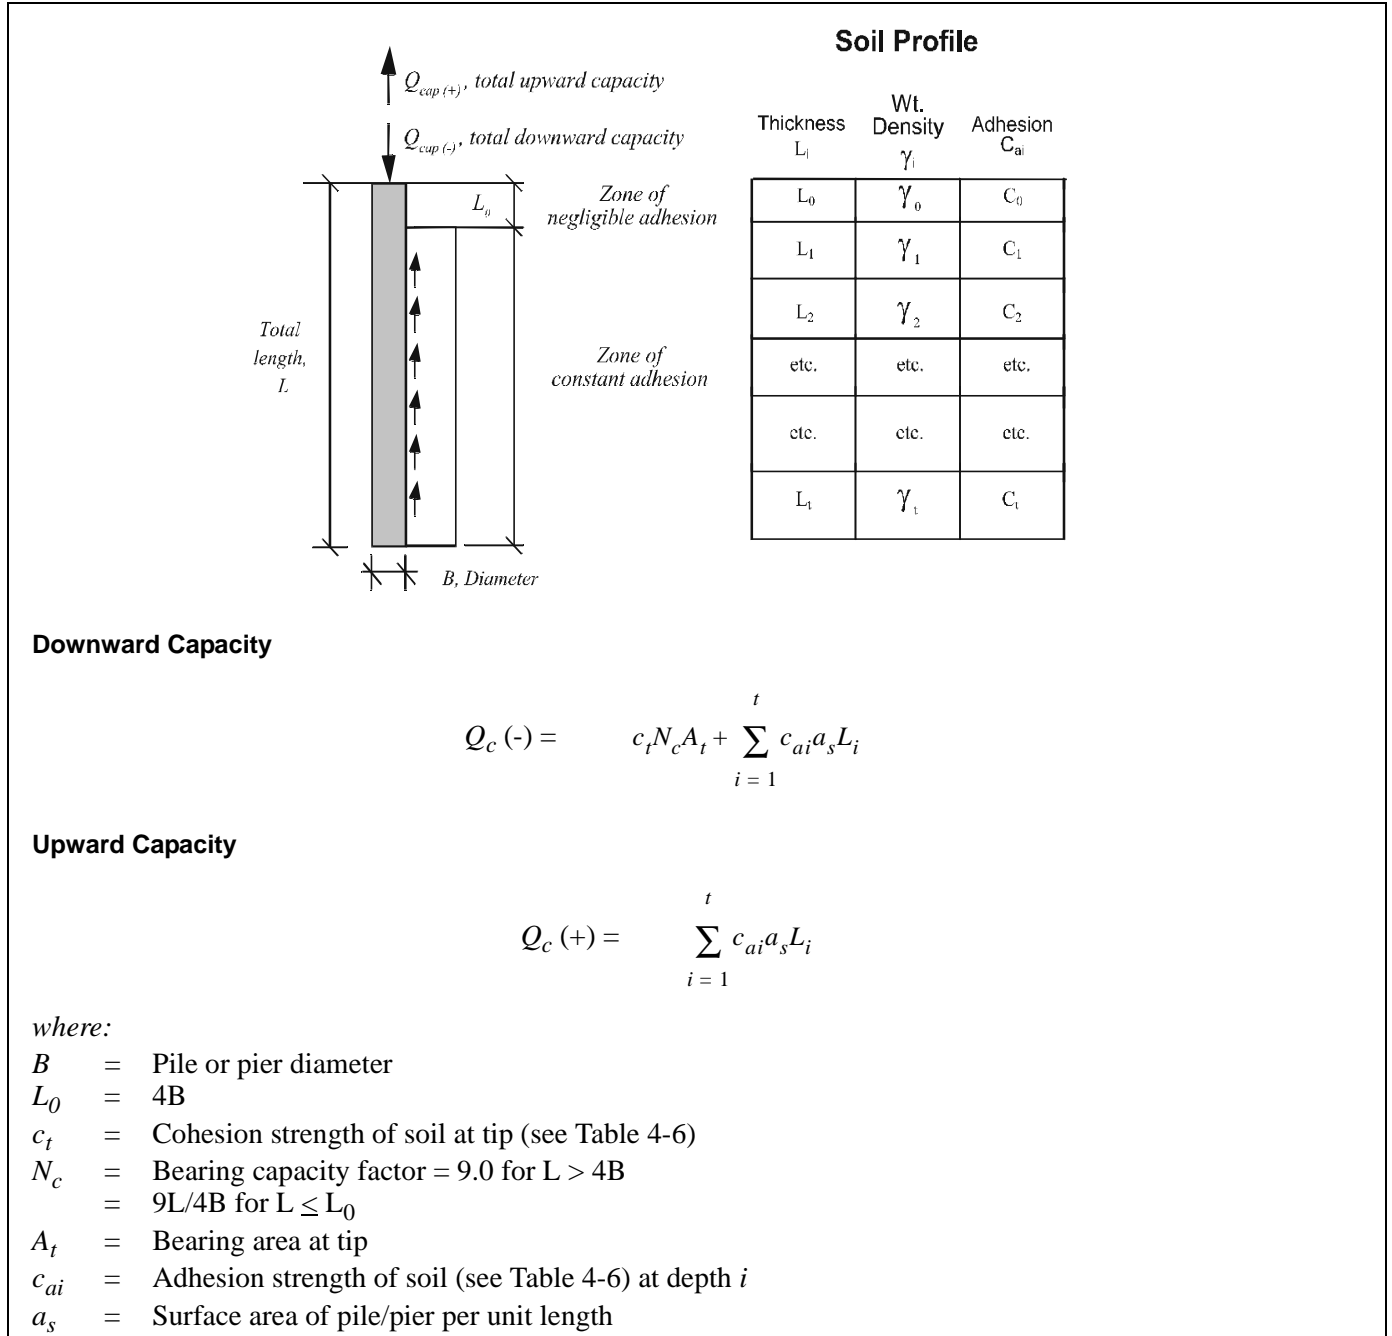 Soil Profile
Q_cap (+), total upward capacity
Q_cap (-), total downward capacity
Thickness L_i
Wt. Density γ_i
Adhesion C_ai
L_0
Zone of
negligible adhesion
Total
length,
L
Zone of
constant adhesion
B, Diameter
L_0 γ_0 C_0
L_1 γ_1 C_1
L_2 γ_2 C_2
etc. etc. etc.
etc. etc. etc.
L_t γ_t C_t
Downward Capacity
Q_c (-) = c_t N_c A_t + ∑_{i = 1}^{t} c_ai a_s L_i
Upward Capacity
Q_c (+) = ∑_{i = 1}^{t} c_ai a_s L_i
where:
B = Pile or pier diameter
L_0 = 4B
c_t = Cohesion strength of soil at tip (see Table 4-6)
N_c = Bearing capacity factor = 9.0 for L > 4B
= 9L/4B for L ≤ L_0
A_t = Bearing area at tip
c_ai = Adhesion strength of soil (see Table 4-6) at depth i
a_s = Surface area of pile/pier per unit length